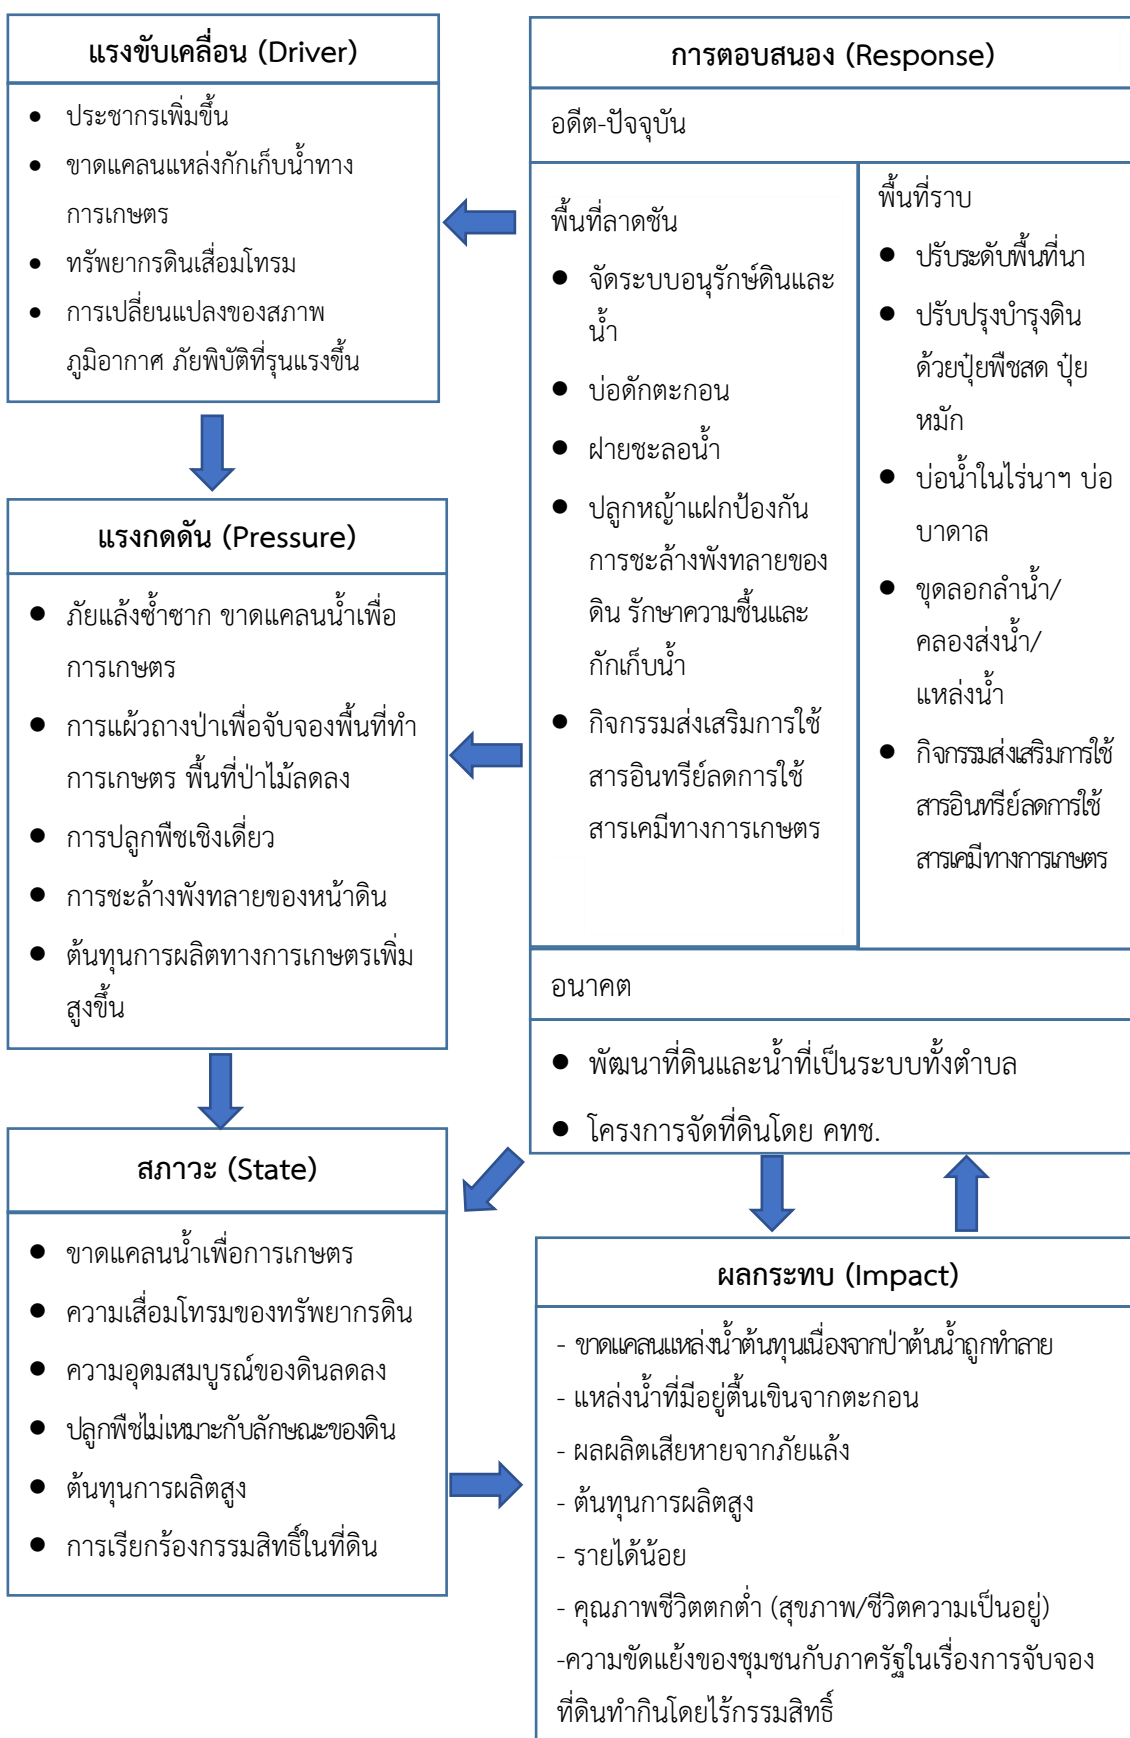 แรงขับเคลื่อน (Driver)
• ประชากรเพิ่มขึ้น
• ขาดแคลนแหล่งกักเก็บน้ำทาง
การเกษตร
• ทรัพยากรดินเสื่อมโทรม
• การเปลี่ยนแปลงของสภาพ
ภูมิอากาศ ภัยพิบัติที่รุนแรงขึ้น
แรงกดดัน (Pressure)
● ภัยแล้งซ้ำซาก ขาดแคลนน้ำเพื่อ
การเกษตร
● การแผ้วถางป่าเพื่อจับจองพื้นที่ทำ
การเกษตร พื้นที่ป่าไม้ลดลง
● การปลูกพืชเชิงเดี่ยว
● การชะล้างพังทลายของหน้าดิน
● ต้นทุนการผลิตทางการเกษตรเพิ่ม
สูงขึ้น
สภาวะ (State)
● ขาดแคลนน้ำเพื่อการเกษตร
● ความเสื่อมโทรมของทรัพยากรดิน
● ความอุดมสมบูรณ์ของดินลดลง
● ปลูกพืชไม่เหมาะกับลักษณะของดิน
● ต้นทุนการผลิตสูง
● การเรียกร้องกรรมสิทธิ์ในที่ดิน
การตอบสนอง (Response)
อดีต-ปัจจุบัน
พื้นที่ลาดชัน
● จัดระบบอนุรักษ์ดินและ
น้ำ
● บ่อดักตะกอน
● ฝายชะลอน้ำ
● ปลูกหญ้าแฝกป้องกัน
การชะล้างพังทลายของ
ดิน รักษาความชื้นและ
กักเก็บน้ำ
● กิจกรรมส่งเสริมการใช้
สารอินทรีย์ลดการใช้
สารเคมีทางการเกษตร
พื้นที่ราบ
● ปรับระดับพื้นที่นา
● ปรับปรุงบำรุงดิน
ด้วยปุ๋ยพืชสด ปุ๋ย
หมัก
● บ่อน้ำในไร่นาฯ บ่อ
บาดาล
● ขุดลอกลำน้ำ/
คลองส่งน้ำ/
แหล่งน้ำ
● กิจกรรมส่งเสริมการใช้
สารอินทรีย์ลดการใช้
สารเคมีทางการเกษตร
อนาคต
● พัฒนาที่ดินและน้ำที่เป็นระบบทั้งตำบล
● โครงการจัดที่ดินโดย คทช.
ผลกระทบ (Impact)
- ขาดแคลนแหล่งน้ำต้นทุนเนื่องจากป่าต้นน้ำถูกทำลาย
- แหล่งน้ำที่มีอยู่ตื้นเขินจากตะกอน
- ผลผลิตเสียหายจากภัยแล้ง
- ต้นทุนการผลิตสูง
- รายได้น้อย
- คุณภาพชีวิตตกต่ำ (สุขภาพ/ชีวิตความเป็นอยู่)
-ความขัดแย้งของชุมชนกับภาครัฐในเรื่องการจับจอง
ที่ดินทำกินโดยไร้กรรมสิทธิ์